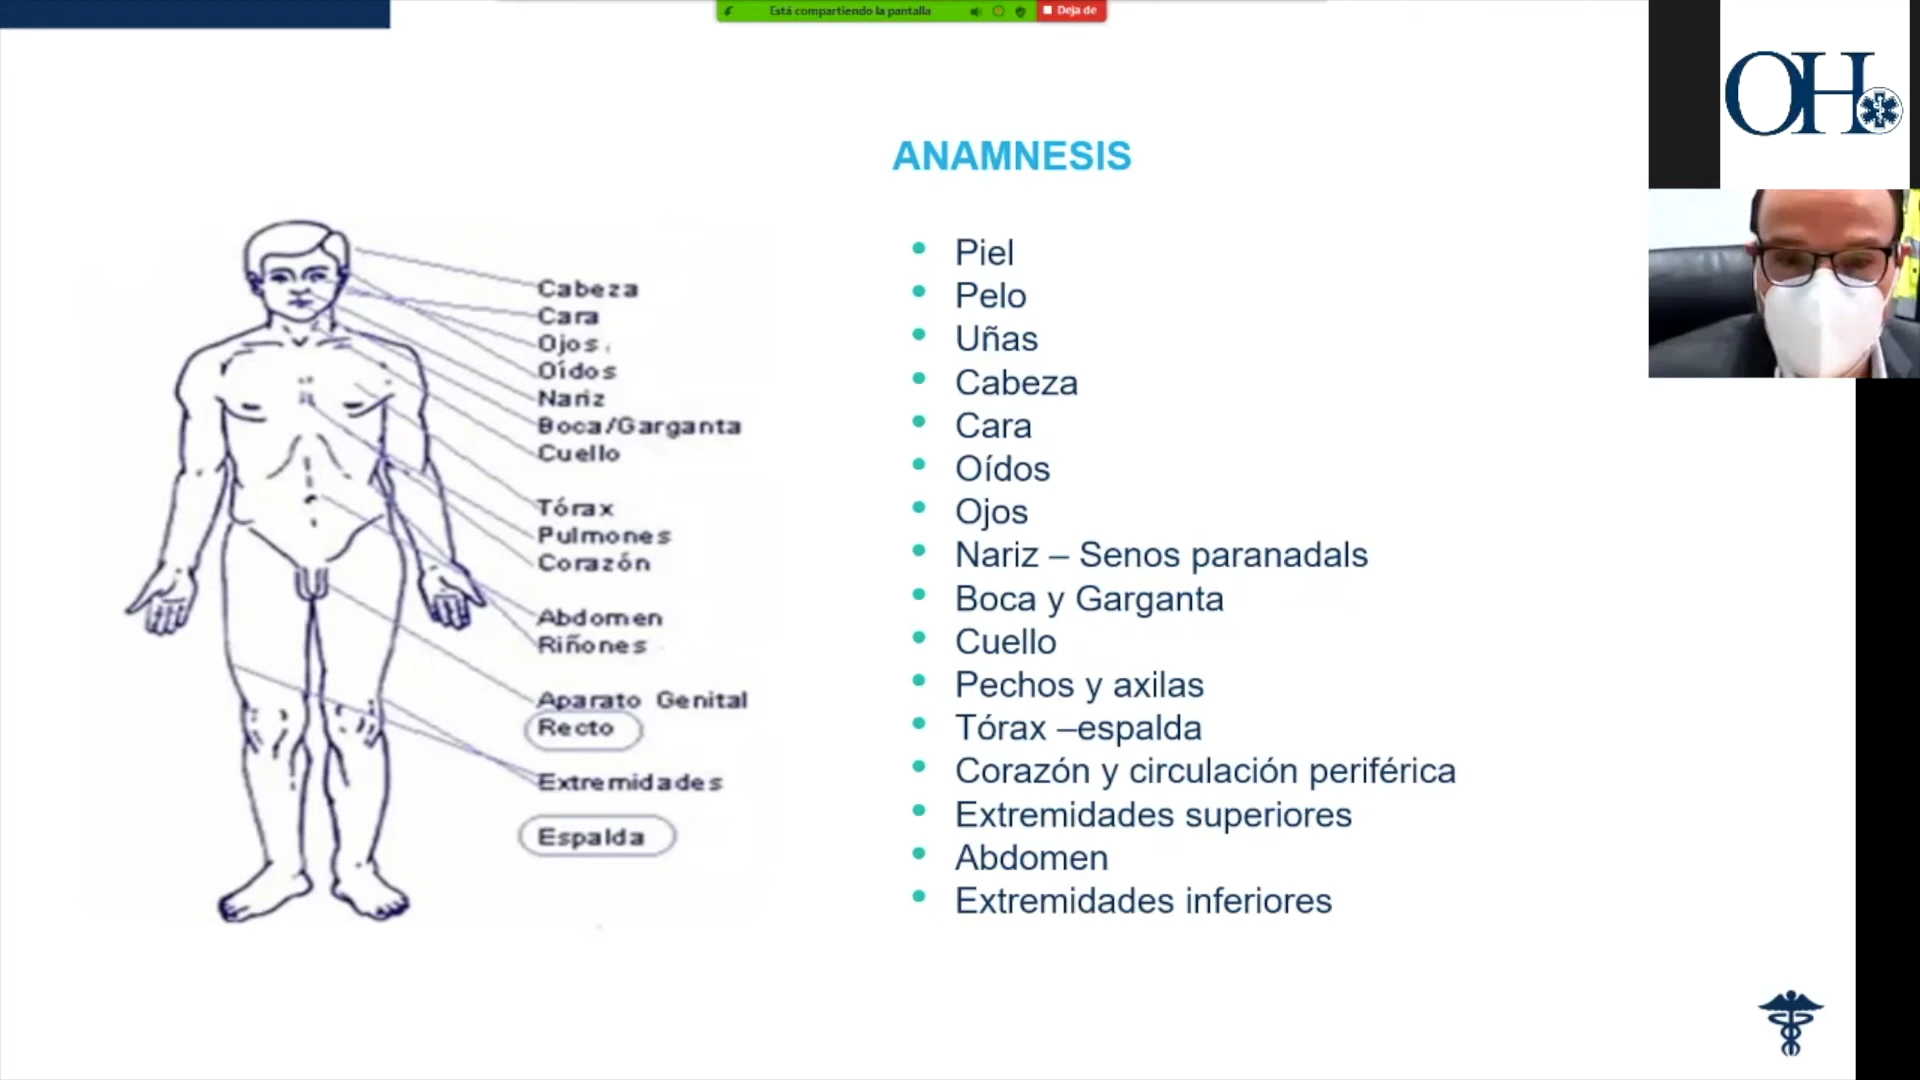 Está compartiendo la pantalla
Deja de
OH
ANAMNESIS
Cabeza
Cara
Ojos
Oídos
Nariz
Boca/Garganta
Cuello
Tórax
Pulmones
Corazón
Abdomen
Riñones
Aparato Genital
Recto
Extremidades
Espalda
Piel
Pelo
Uñas
Cabeza
Cara
Oídos
Ojos
Nariz – Senos paranadals
Boca y Garganta
Cuello
Pechos y axilas
Tórax –espalda
Corazón y circulación periférica
Extremidades superiores
Abdomen
Extremidades inferiores